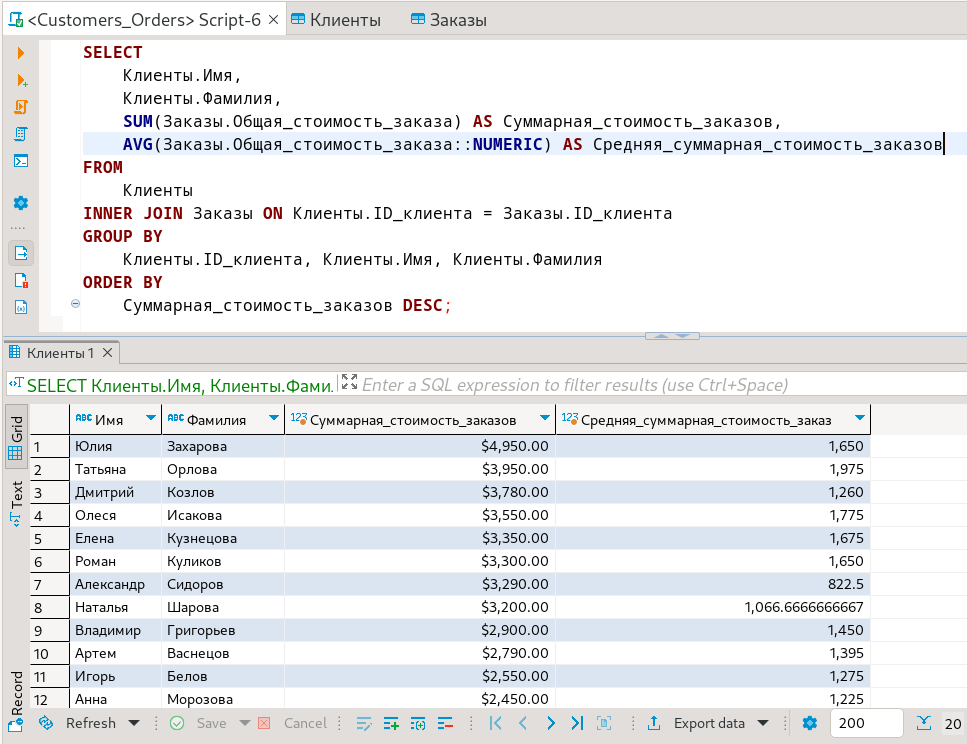 <Customers_Orders> Script-6
Клиенты
Заказы
SELECT
Клиенты.Имя,
Клиенты.Фамилия,
SUM(Заказы.Общая_стоимость_заказа) AS Суммарная_стоимость_заказов,
AVG(Заказы.Общая_стоимость_заказа::NUMERIC) AS Средняя_суммарная_стоимость_заказов
FROM
Клиенты
INNER JOIN Заказы ON Клиенты.ID_клиента = Заказы.ID_клиента
GROUP BY
Клиенты.ID_клиента, Клиенты.Имя, Клиенты.Фамилия
ORDER BY
Суммарная_стоимость_заказов DESC;
Клиенты 1
SELECT Клиенты.Имя, Клиенты.Фами.
Enter a SQL expression to filter results (use Ctrl+Space)
Grid
Text
Record
ABC Имя ABC Фамилия 123 Суммарная_стоимость_заказов 123 Средняя_суммарная_стоимость_заказ
1 Юлия Захарова $4,950.00 1,650
2 Татьяна Орлова $3,950.00 1,975
3 Дмитрий Козлов $3,780.00 1,260
4 Олеся Исакова $3,550.00 1,775
5 Елена Кузнецова $3,350.00 1,675
6 Роман Куликов $3,300.00 1,650
7 Александр Сидоров $3,290.00 822.5
8 Наталья Шарова $3,200.00 1,066.6666666667
9 Владимир Григорьев $2,900.00 1,450
10 Артем Васнецов $2,790.00 1,395
11 Игорь Белов $2,550.00 1,275
12 Анна Морозова $2,450.00 1,225
Refresh Save Cancel Export data 200 20